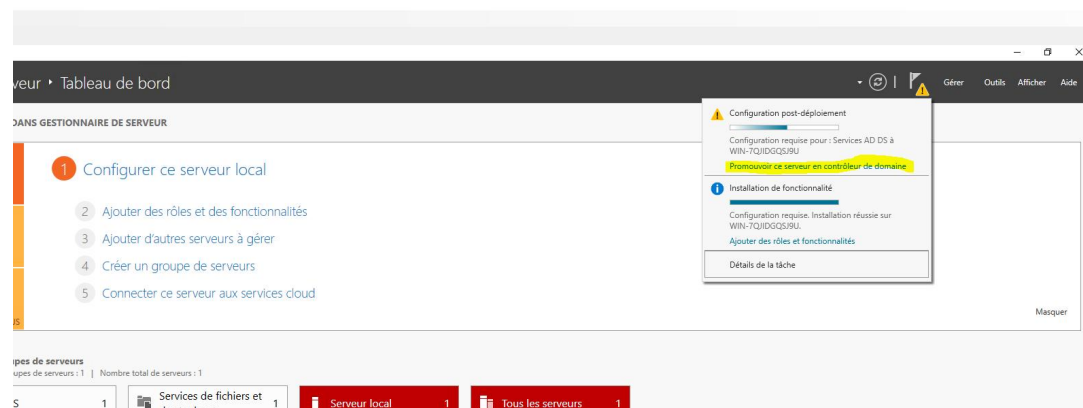 Tableau de bord
Gérer Outils Afficher Aide
DANS GESTIONNAIRE DE SERVEUR
1 Configurer ce serveur local
2 Ajouter des rôles et des fonctionnalités
3 Ajouter d'autres serveurs à gérer
4 Créer un groupe de serveurs
5 Connecter ce serveur aux services cloud
Configuration post-déploiement
Configuration requise pour : Services AD DS à
WIN-7QJIDGQSJ9U
Promouvoir ce serveur en contrôleur de domaine
Installation de fonctionnalité
Configuration requise. Installation réussie sur
WIN-7QJIDGQSJ9U.
Ajouter des rôles et fonctionnalités
Détails de la tâche
Masquer
de serveurs
de serveurs : 1 | Nombre total de serveurs : 1
S 1
Services de fichiers et 1
Serveur local 1
Tous les serveurs 1